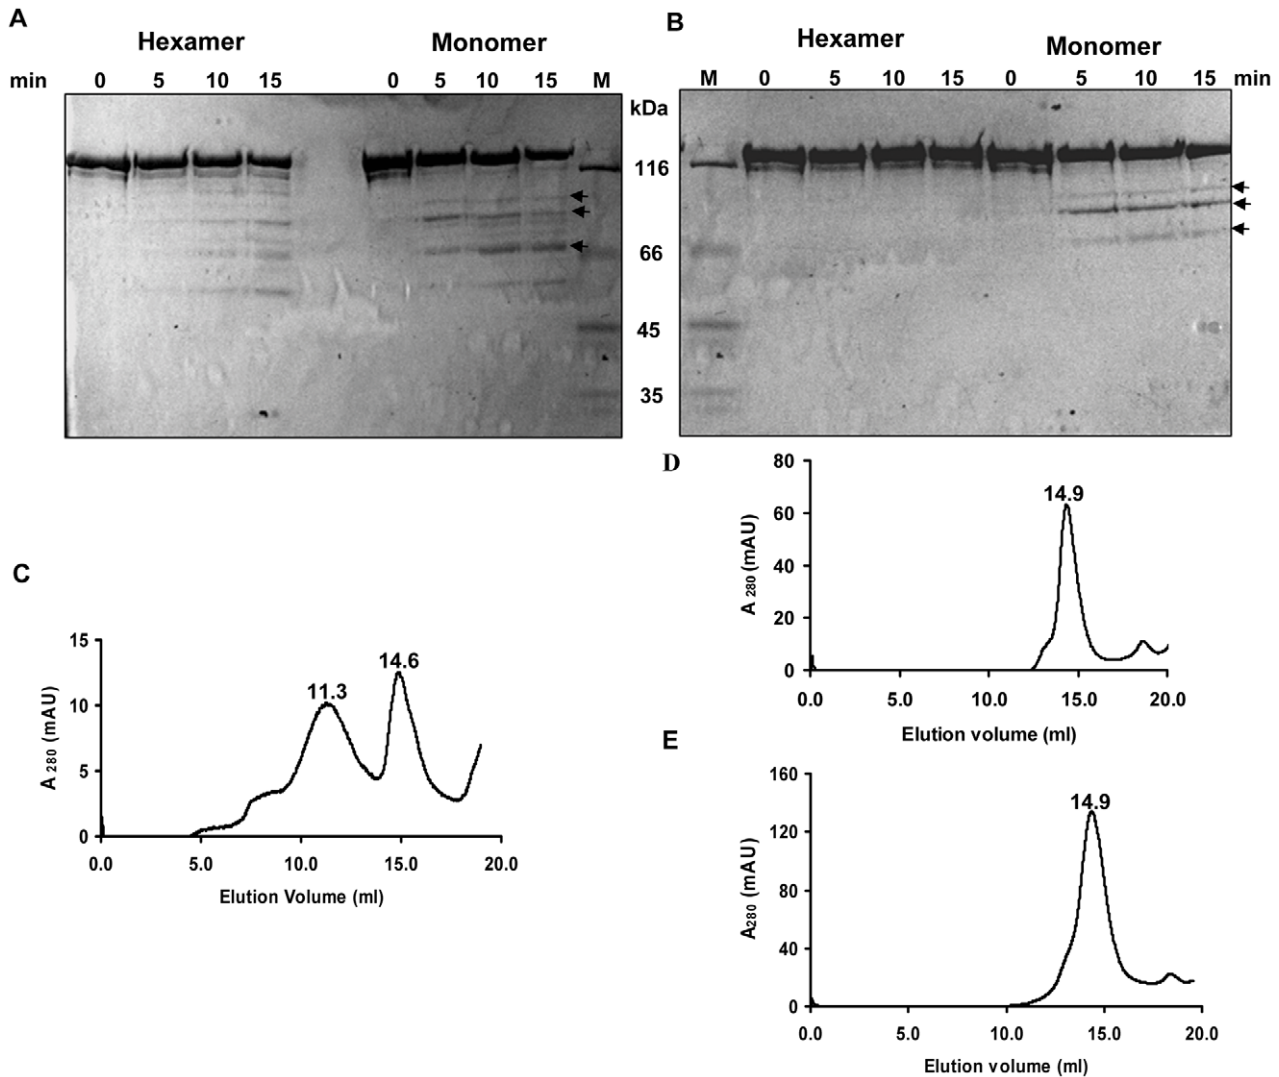 A
Hexamer Monomer
min 0 5 10 15 0 5 10 15 M
kDa
116
66
45
35
B
Hexamer Monomer
M 0 5 10 15 0 5 10 15 min
C
15
10
5
0
A 280 (mAU)
11.3
14.6
0.0 5.0 10.0 15.0 20.0
Elution Volume (ml)
D
80
60
40
20
0
A 280 (mAU)
14.9
0.0 5.0 10.0 15.0 20.0
Elution volume (ml)
E
160
120
80
40
0
A280 (mAU)
14.9
0.0 5.0 10.0 15.0 20.0
Elution volume (ml)